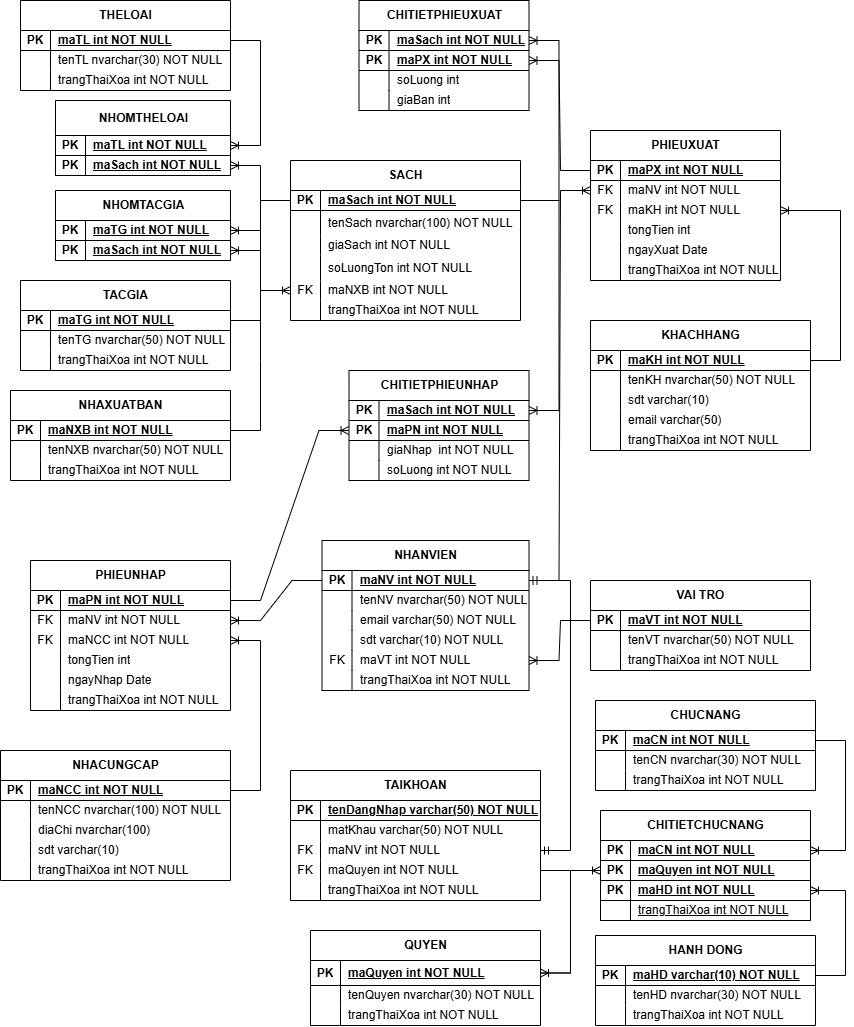 THELOAI
PK maTL int NOT NULL
tenTL nvarchar(30) NOT NULL
trangThaiXoa int NOT NULL
NHOMTHELOAI
PK maTL int NOT NULL
PK maSach int NOT NULL
NHOMTACGIA
PK maTG int NOT NULL
PK maSach int NOT NULL
TACGIA
PK maTG int NOT NULL
tenTG nvarchar(50) NOT NULL
trangThaiXoa int NOT NULL
NHAXUATBAN
PK maNXB int NOT NULL
tenNXB nvarchar(50) NOT NULL
trangThaiXoa int NOT NULL
CHITIETPHIEUXUAT
PK maSach int NOT NULL
PK maPX int NOT NULL
soLuong int
giaBan int
SACH
PK maSach int NOT NULL
tenSach nvarchar(100) NOT NULL
giaSach int NOT NULL
soLuongTon int NOT NULL
FK maNXB int NOT NULL
trangThaiXoa int NOT NULL
PHIEUXUAT
PK maPX int NOT NULL
FK maNV int NOT NULL
FK maKH int NOT NULL
tongTien int
ngayXuat Date
trangThaiXoa int NOT NULL
KHACHHANG
PK maKH int NOT NULL
tenKH nvarchar(50) NOT NULL
sdt varchar(10)
email varchar(50)
trangThaiXoa int NOT NULL
CHITIETPHIEUNHAP
PK maSach int NOT NULL
PK maPN int NOT NULL
giaNhap int NOT NULL
soLuong int NOT NULL
PHIEUNHAP
PK maPN int NOT NULL
FK maNV int NOT NULL
FK maNCC int NOT NULL
tongTien int
ngayNhap Date
trangThaiXoa int NOT NULL
NHANVIEN
PK maNV int NOT NULL
tenNV nvarchar(50) NOT NULL
email varchar(50) NOT NULL
sdt varchar(10) NOT NULL
FK maVT int NOT NULL
trangThaiXoa int NOT NULL
VAI TRO
PK maVT int NOT NULL
tenVT nvarchar(50) NOT NULL
trangThaiXoa int NOT NULL
NHACUNGCAP
PK maNCC int NOT NULL
tenNCC nvarchar(100) NOT NULL
diaChi nvarchar(100)
sdt varchar(10)
trangThaiXoa int NOT NULL
TAIKHOAN
PK tenDangNhap varchar(50) NOT NULL
matKhau varchar(50) NOT NULL
FK maNV int NOT NULL
FK maQuyen int NOT NULL
trangThaiXoa int NOT NULL
CHUCNANG
PK maCN int NOT NULL
tenCN nvarchar(30) NOT NULL
trangThaiXoa int NOT NULL
CHITIETCHUCNANG
PK maCN int NOT NULL
PK maQuyen int NOT NULL
PK maHD int NOT NULL
trangThaiXoa int NOT NULL
QUYEN
PK maQuyen int NOT NULL
tenQuyen nvarchar(30) NOT NULL
trangThaiXoa int NOT NULL
HANH DONG
PK maHD varchar(10) NOT NULL
tenHD nvarchar(30) NOT NULL
trangThaiXoa int NOT NULL